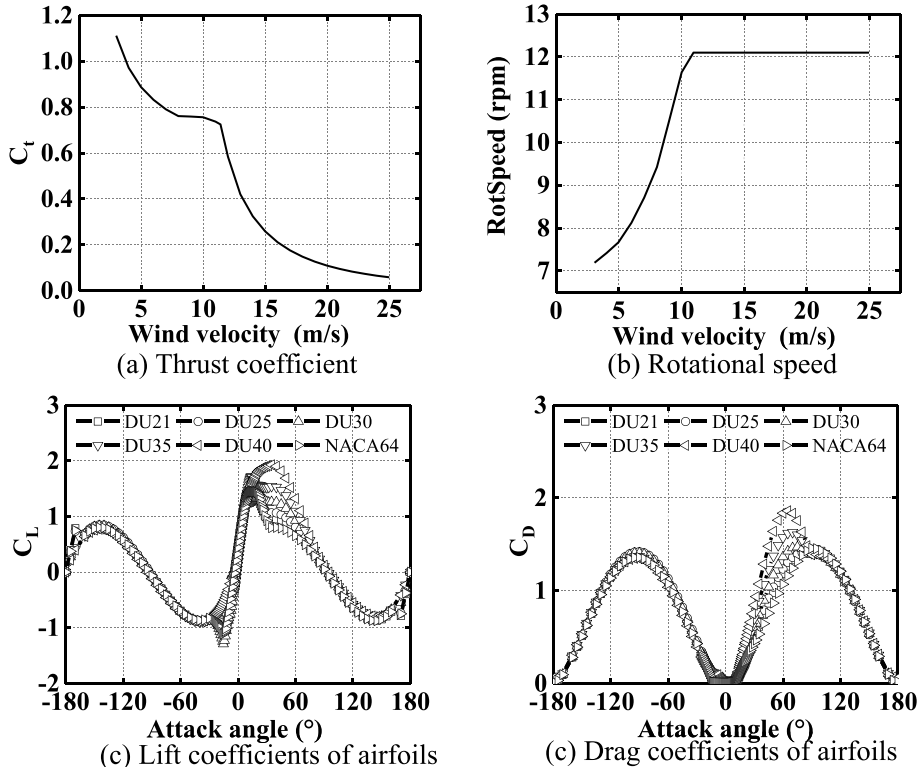 1.2
1.0
0.8
0.6
0.4
0.2
0.0
C_t
0 5 10 15 20 25
Wind velocity (m/s)
(a) Thrust coefficient
13
12
11
10
9
8
7
RotSpeed (rpm)
0 5 10 15 20 25
Wind velocity (m/s)
(b) Rotational speed
3
2
1
0
-1
-2
C_L
DU21 DU25 DU30
DU35 DU40 NACA64
-180 -120 -60 0 60 120 180
Attack angle (°)
(c) Lift coefficients of airfoils
3
2
1
0
C_D
DU21 DU25 DU30
DU35 DU40 NACA64
-180 -120 -60 0 60 120 180
Attack angle (°)
(c) Drag coefficients of airfoils